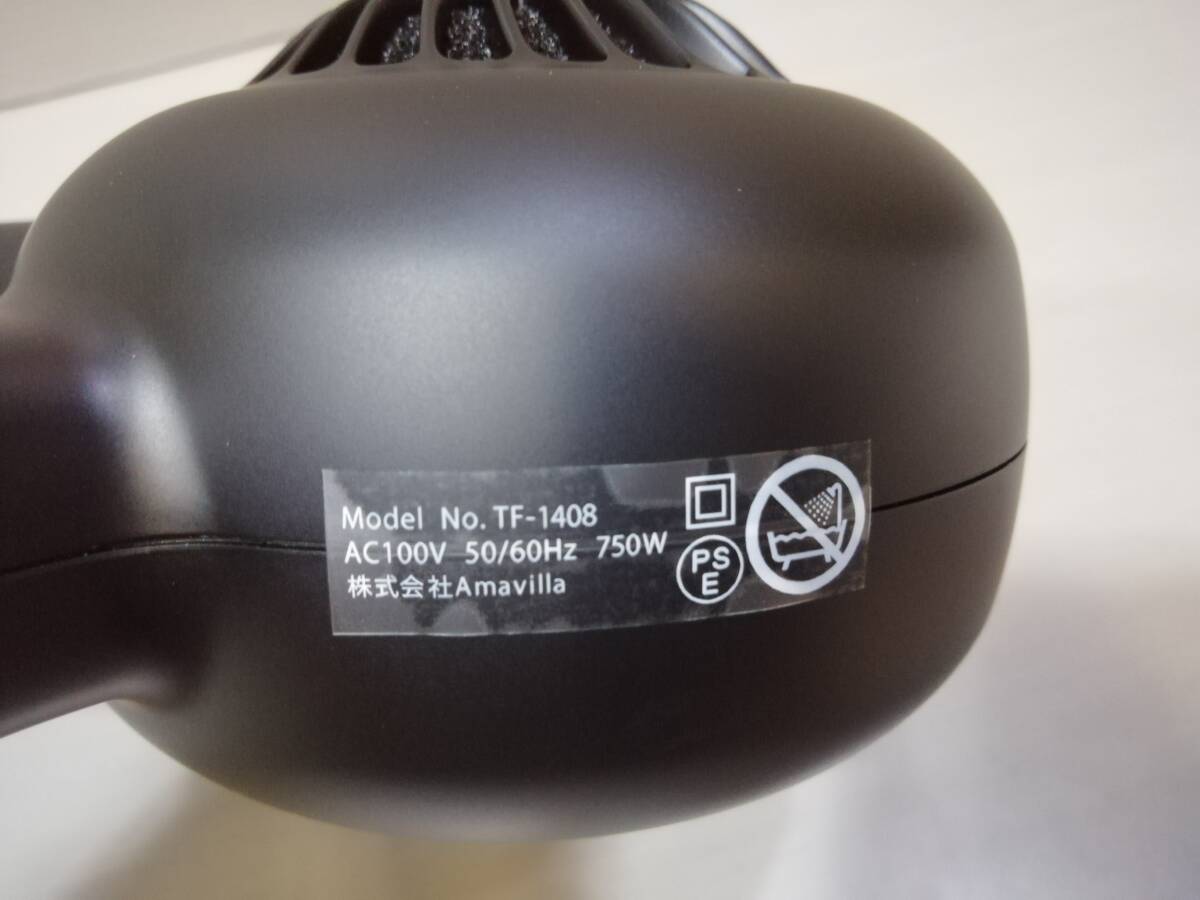 Model No. TF-1408
AC100V 50/60Hz 750W
株式会社Amavilla
PS
E